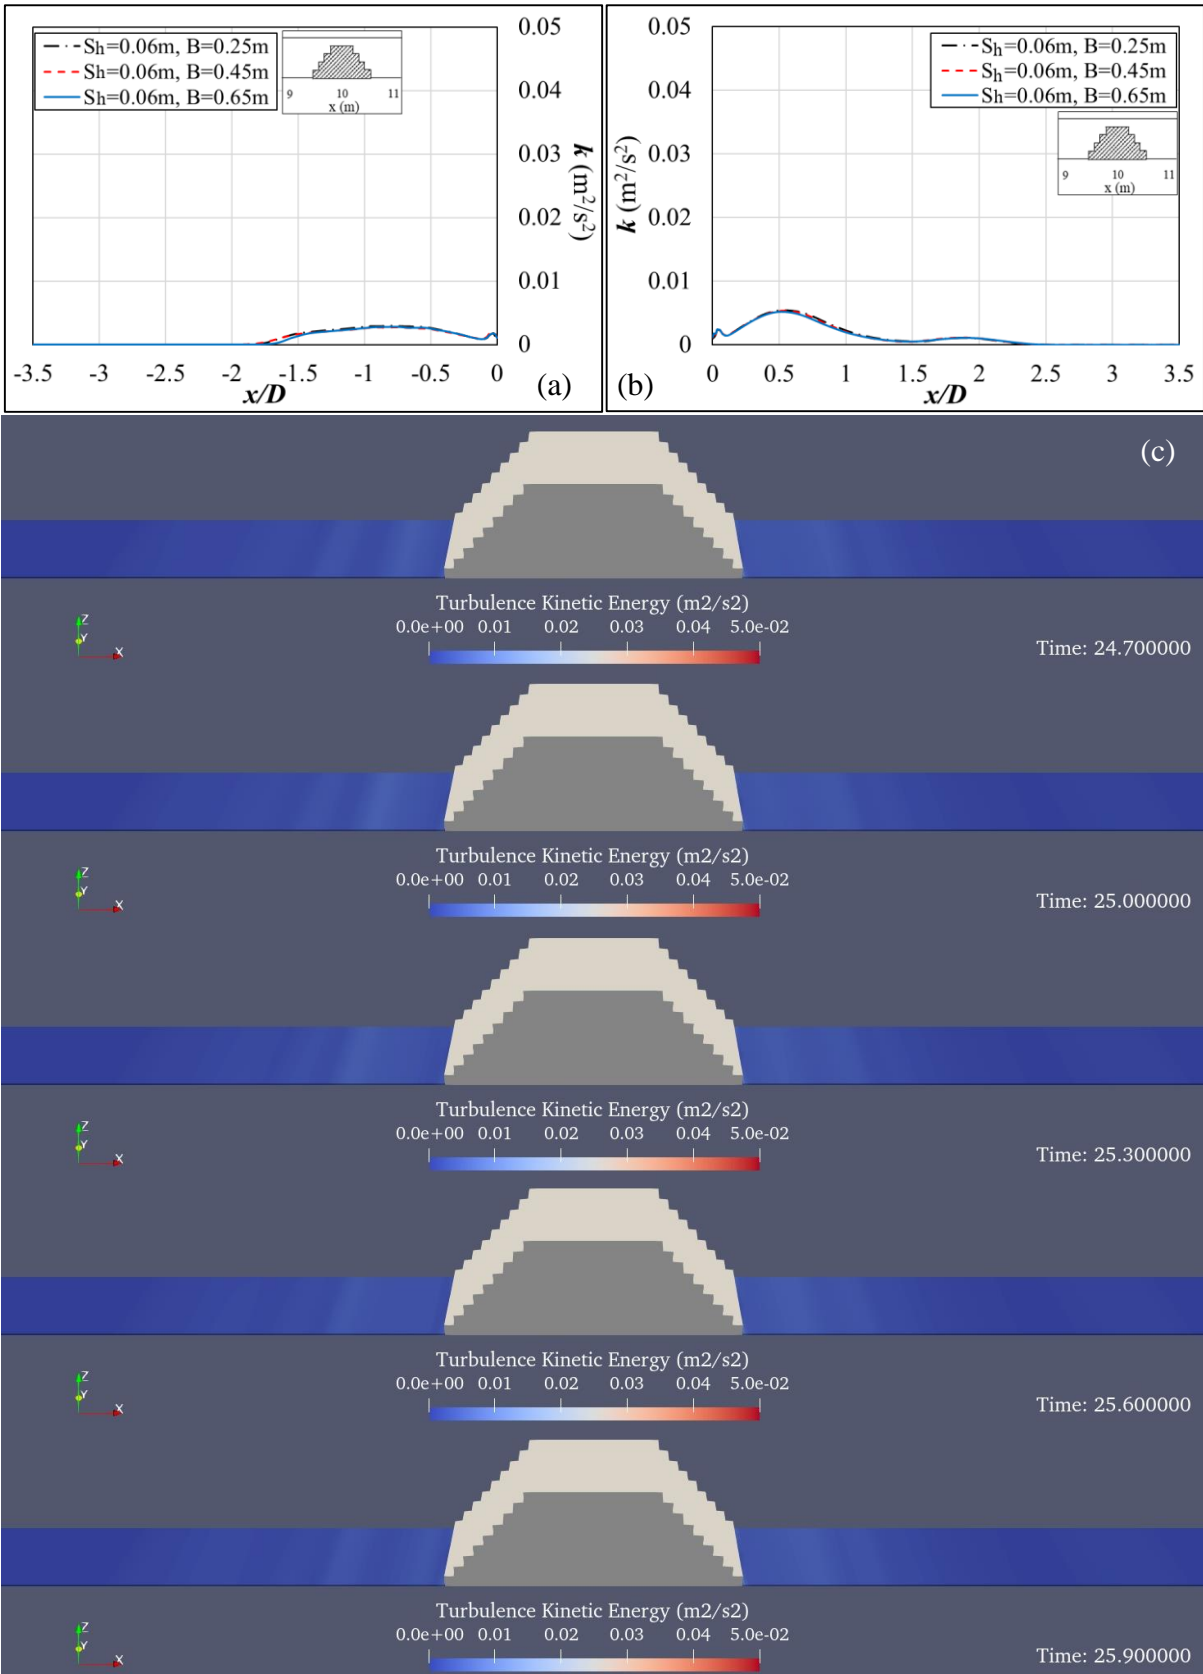 Sh=0.06m, B=0.25m
Sh=0.06m, B=0.45m
Sh=0.06m, B=0.65m
9 10 11
x (m)
0.05
0.04
0.03
0.02
0.01
0
k (m2/s2)
-3.5 -3 -2.5 -2 -1.5 -1 -0.5 0
x/D
(a)
Sh=0.06m, B=0.25m
Sh=0.06m, B=0.45m
Sh=0.06m, B=0.65m
9 10 11
x (m)
0.05
0.04
0.03
0.02
0.01
0
k (m2/s2)
0 0.5 1 1.5 2 2.5 3 3.5
(b)
x/D
(c)
Z
Y
X
Turbulence Kinetic Energy (m2/s2)
0.0e+00 0.01 0.02 0.03 0.04 5.0e-02
Time: 24.700000
Z
Y
X
Turbulence Kinetic Energy (m2/s2)
0.0e+00 0.01 0.02 0.03 0.04 5.0e-02
Time: 25.000000
Z
Y
X
Turbulence Kinetic Energy (m2/s2)
0.0e+00 0.01 0.02 0.03 0.04 5.0e-02
Time: 25.300000
Z
Y
X
Turbulence Kinetic Energy (m2/s2)
0.0e+00 0.01 0.02 0.03 0.04 5.0e-02
Time: 25.600000
Z
Y
X
Turbulence Kinetic Energy (m2/s2)
0.0e+00 0.01 0.02 0.03 0.04 5.0e-02
Time: 25.900000